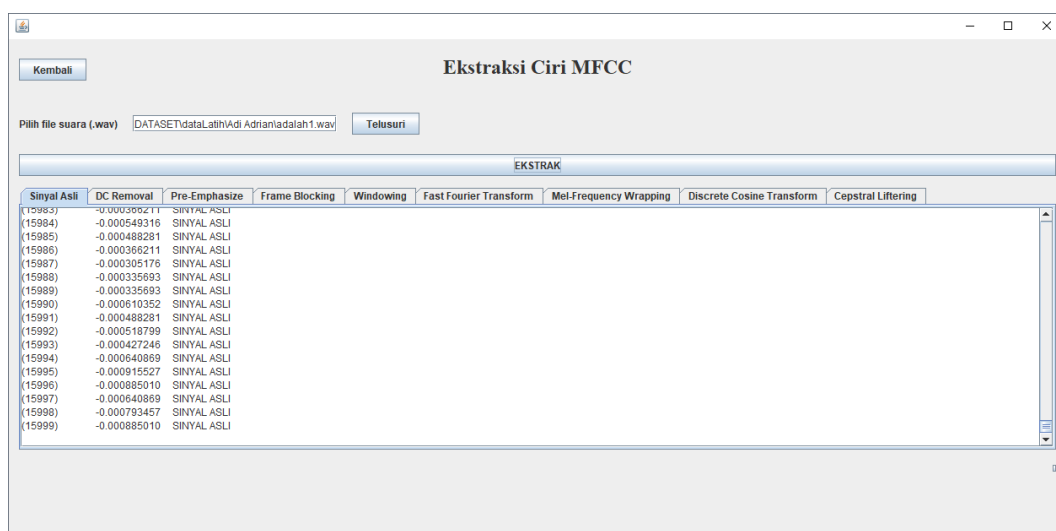 Kembali
Ekstraksi Ciri MFCC
Pilih file suara (.wav) DATASET\dataLatih\Adi Adrian\adalah1.wav Telusuri
EKSTRAK
Sinyal Asli DC Removal Pre-Emphasize Frame Blocking Windowing Fast Fourier Transform Mel-Frequency Wrapping Discrete Cosine Transform Cepstral Liftering
(15983) -0.000366211 SINYAL ASLI
(15984) -0.000549316 SINYAL ASLI
(15985) -0.000488281 SINYAL ASLI
(15986) -0.000366211 SINYAL ASLI
(15987) -0.000305176 SINYAL ASLI
(15988) -0.000335693 SINYAL ASLI
(15989) -0.000335693 SINYAL ASLI
(15990) -0.000610352 SINYAL ASLI
(15991) -0.000488281 SINYAL ASLI
(15992) -0.000518799 SINYAL ASLI
(15993) -0.000427246 SINYAL ASLI
(15994) -0.000640869 SINYAL ASLI
(15995) -0.000915527 SINYAL ASLI
(15996) -0.000885010 SINYAL ASLI
(15997) -0.000640869 SINYAL ASLI
(15998) -0.000793457 SINYAL ASLI
(15999) -0.000885010 SINYAL ASLI